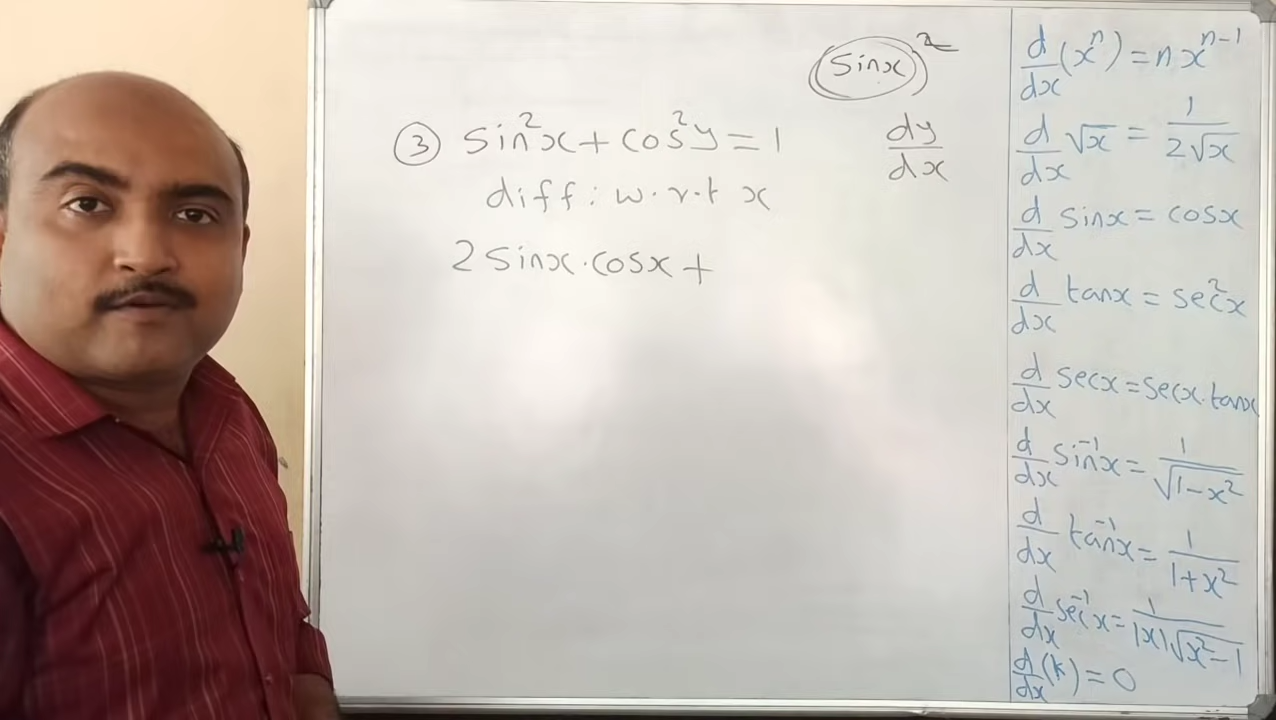 (sinx)²
③ sin²x + cos²y = 1
dy/dx
diff: w.r.t x
2 sinx · cosx +
d/dx (xⁿ) = n xⁿ⁻¹
d/dx √x = 1/2√x
d/dx sinx = cosx
d/dx tanx = sec²x
d/dx secx = secx · tanx
d/dx sin⁻¹x = 1/√1-x²
d/dx tan⁻¹x = 1/1+x²
d/dx sec⁻¹x = 1/|x|√x²-1
d/dx (k) = 0